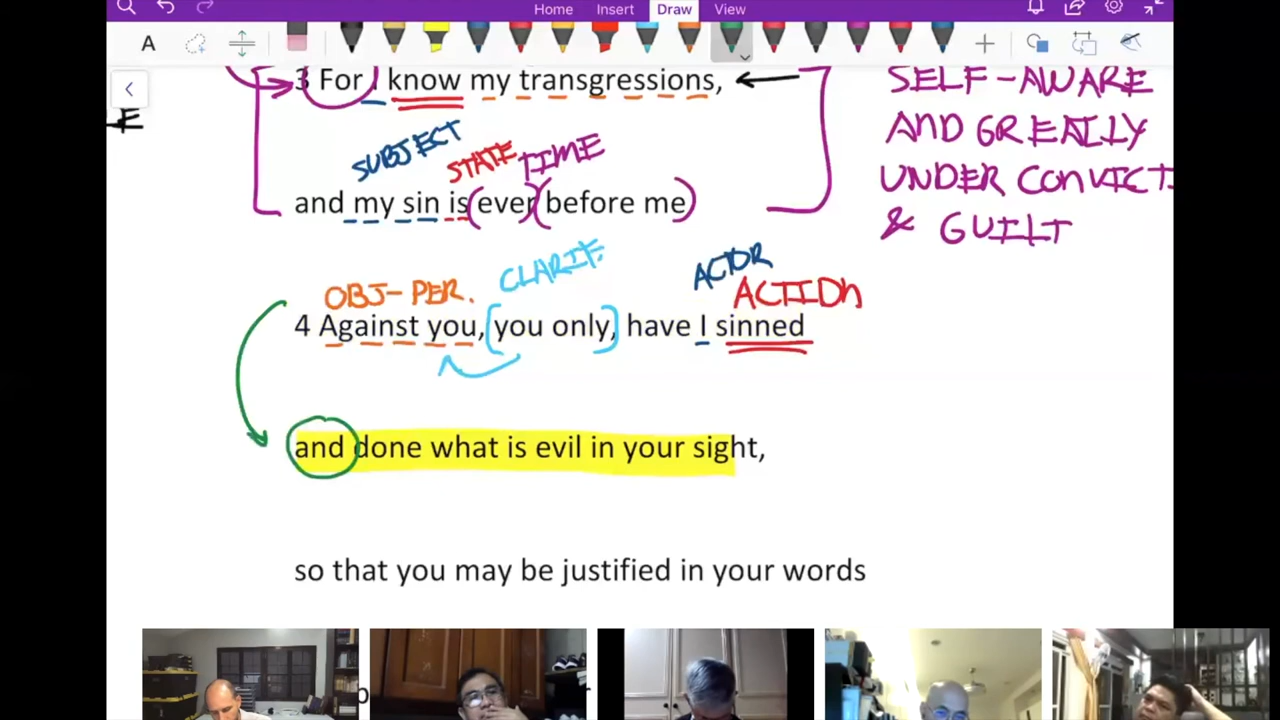 Home Insert Draw View
A
3 For I know my transgressions,
SELF-AWARE
AND GREALLY
UNDER CONVICT.
& GUILT
E
SUBJECT STATE TIME
and my sin is (ever) (before me)
OBJ-PER. CLARIF. ACTOR ACTION
4 Against you, [you only,] have I sinned
and done what is evil in your sight,
so that you may be justified in your words